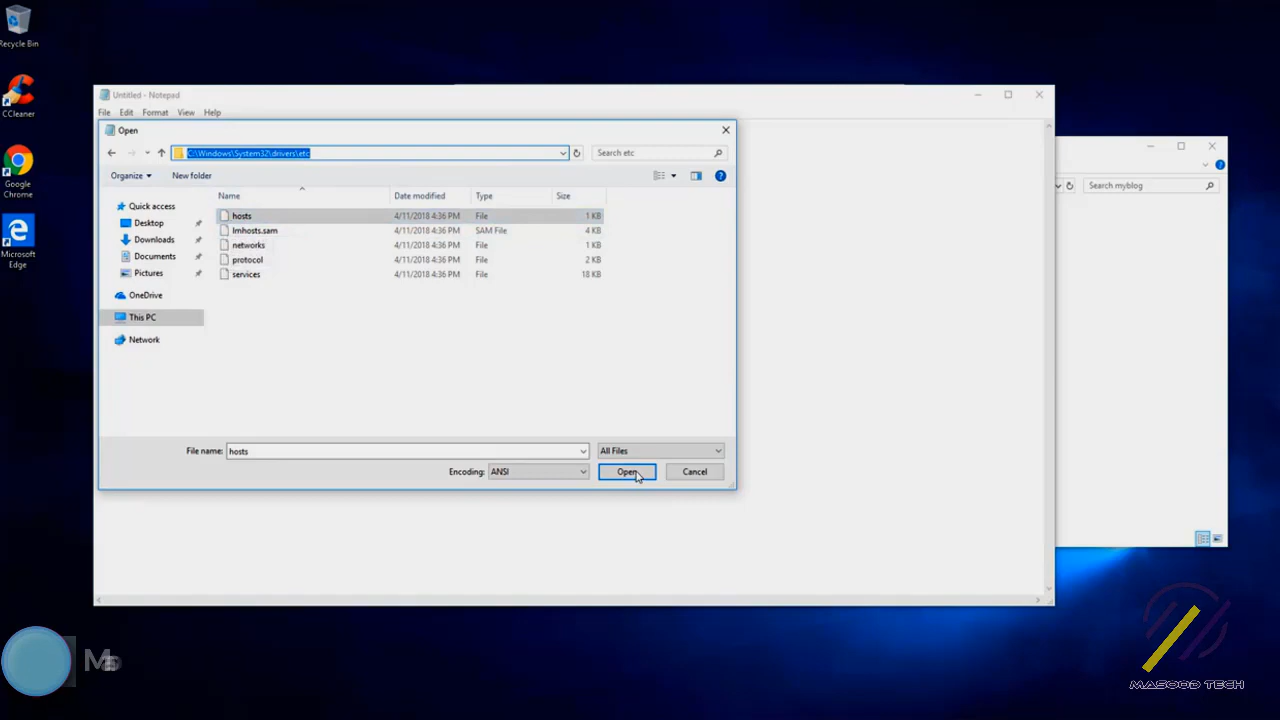 Recycle Bin
CCleaner
Google
Chrome
Microsoft
Edge
Untitled - Notepad
File Edit Format View Help
Open
C:\Windows\System32\drivers\etc
Search etc
Organize
New folder
Name Date modified Type Size
hosts 4/11/2018 4:36 PM File 1 KB
lmhosts.sam 4/11/2018 4:36 PM SAM File 4 KB
networks 4/11/2018 4:36 PM File 1 KB
protocol 4/11/2018 4:36 PM File 2 KB
services 4/11/2018 4:36 PM File 18 KB
Quick access
Desktop
Downloads
Documents
Pictures
OneDrive
This PC
Network
File name: hosts All Files
Encoding: ANSI Open Cancel
Search myblog
MASOOD TECH